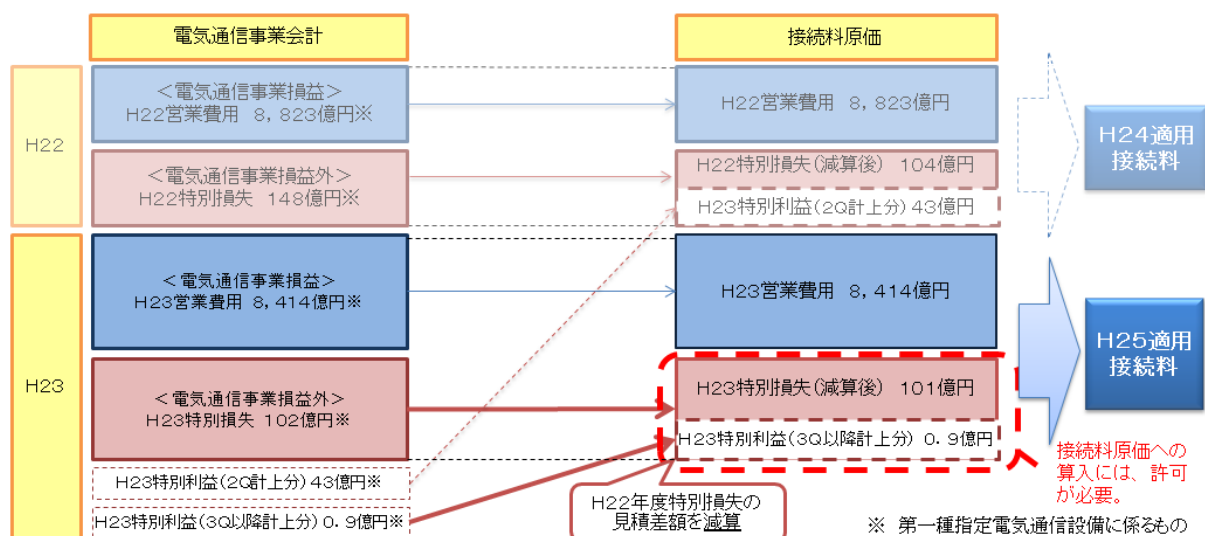 電気通信事業会計
接続料原価
H22
<電気通信事業損益>
H22営業費用 8,823億円※
H22営業費用 8,823億円
<電気通信事業損益外>
H22特別損失 148億円※
H22特別損失(減算後) 104億円
H23特別利益(2Q計上分) 43億円
H24適用
接続料
H23
<電気通信事業損益>
H23営業費用 8,414億円※
H23営業費用 8,414億円
<電気通信事業損益外>
H23特別損失 102億円※
H23特別損失(減算後) 101億円
H23特別利益(3Q以降計上分) 0.9億円
H25適用
接続料
H23特別利益(2Q計上分) 43億円※
H23特別利益(3Q以降計上分) 0.9億円※
H22年度特別損失の
見積差額を減算
接続料原価への
算入には、許可
が必要。
※ 第一種指定電気通信設備に係るもの